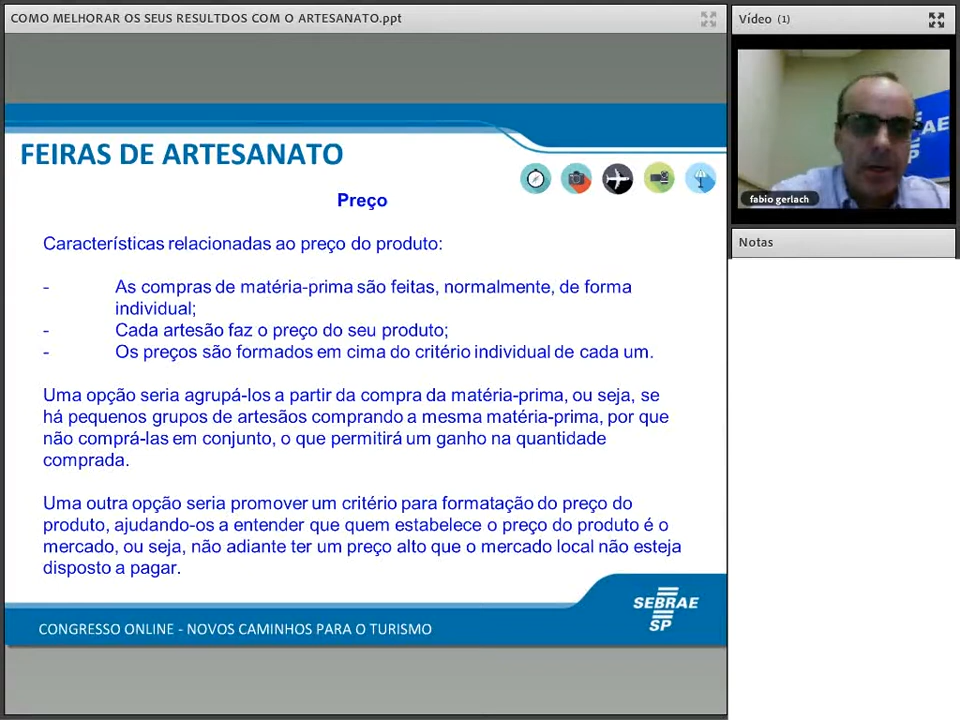 COMO MELHORAR OS SEUS RESULTDOS COM O ARTESANATO.ppt
Vídeo (1)
FEIRAS DE ARTESANATO
Preço
Características relacionadas ao preço do produto:
- As compras de matéria-prima são feitas, normalmente, de forma
individual;
- Cada artesão faz o preço do seu produto;
- Os preços são formados em cima do critério individual de cada um.
Uma opção seria agrupá-los a partir da compra da matéria-prima, ou seja, se
há pequenos grupos de artesãos comprando a mesma matéria-prima, por que
não comprá-las em conjunto, o que permitirá um ganho na quantidade
comprada.
Uma outra opção seria promover um critério para formatação do preço do
produto, ajudando-os a entender que quem estabelece o preço do produto é o
mercado, ou seja, não adiante ter um preço alto que o mercado local não esteja
disposto a pagar.
SEBRAE
SP
CONGRESSO ONLINE - NOVOS CAMINHOS PARA O TURISMO
fabio gerlach
Notas